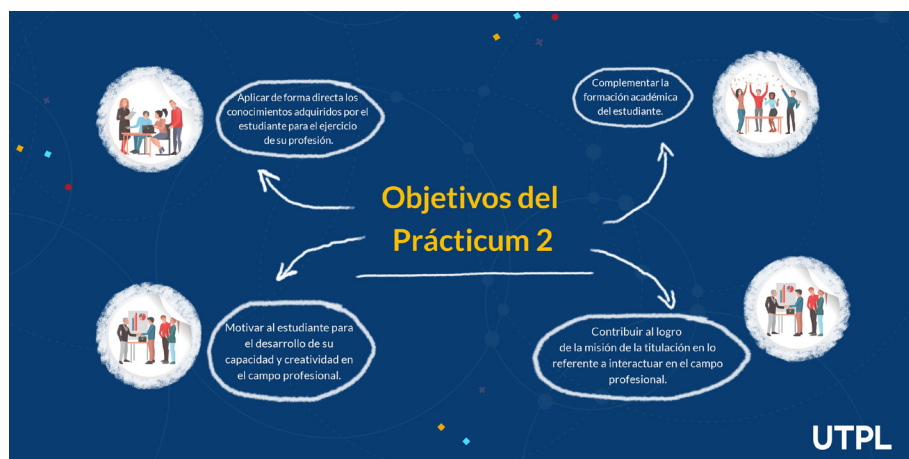 Aplicar de forma directa los
conocimientos adquiridos por el
estudiante para el ejercicio
de su profesión.
Complementar la
formación académica
del estudiante.
Objetivos del
Prácticum 2
Motivar al estudiante para
el desarrollo de su
capacidad y creatividad en
el campo profesional.
Contribuir al logro
de la misión de la titulación en lo
referente a interactuar en el campo
profesional.
UTPL